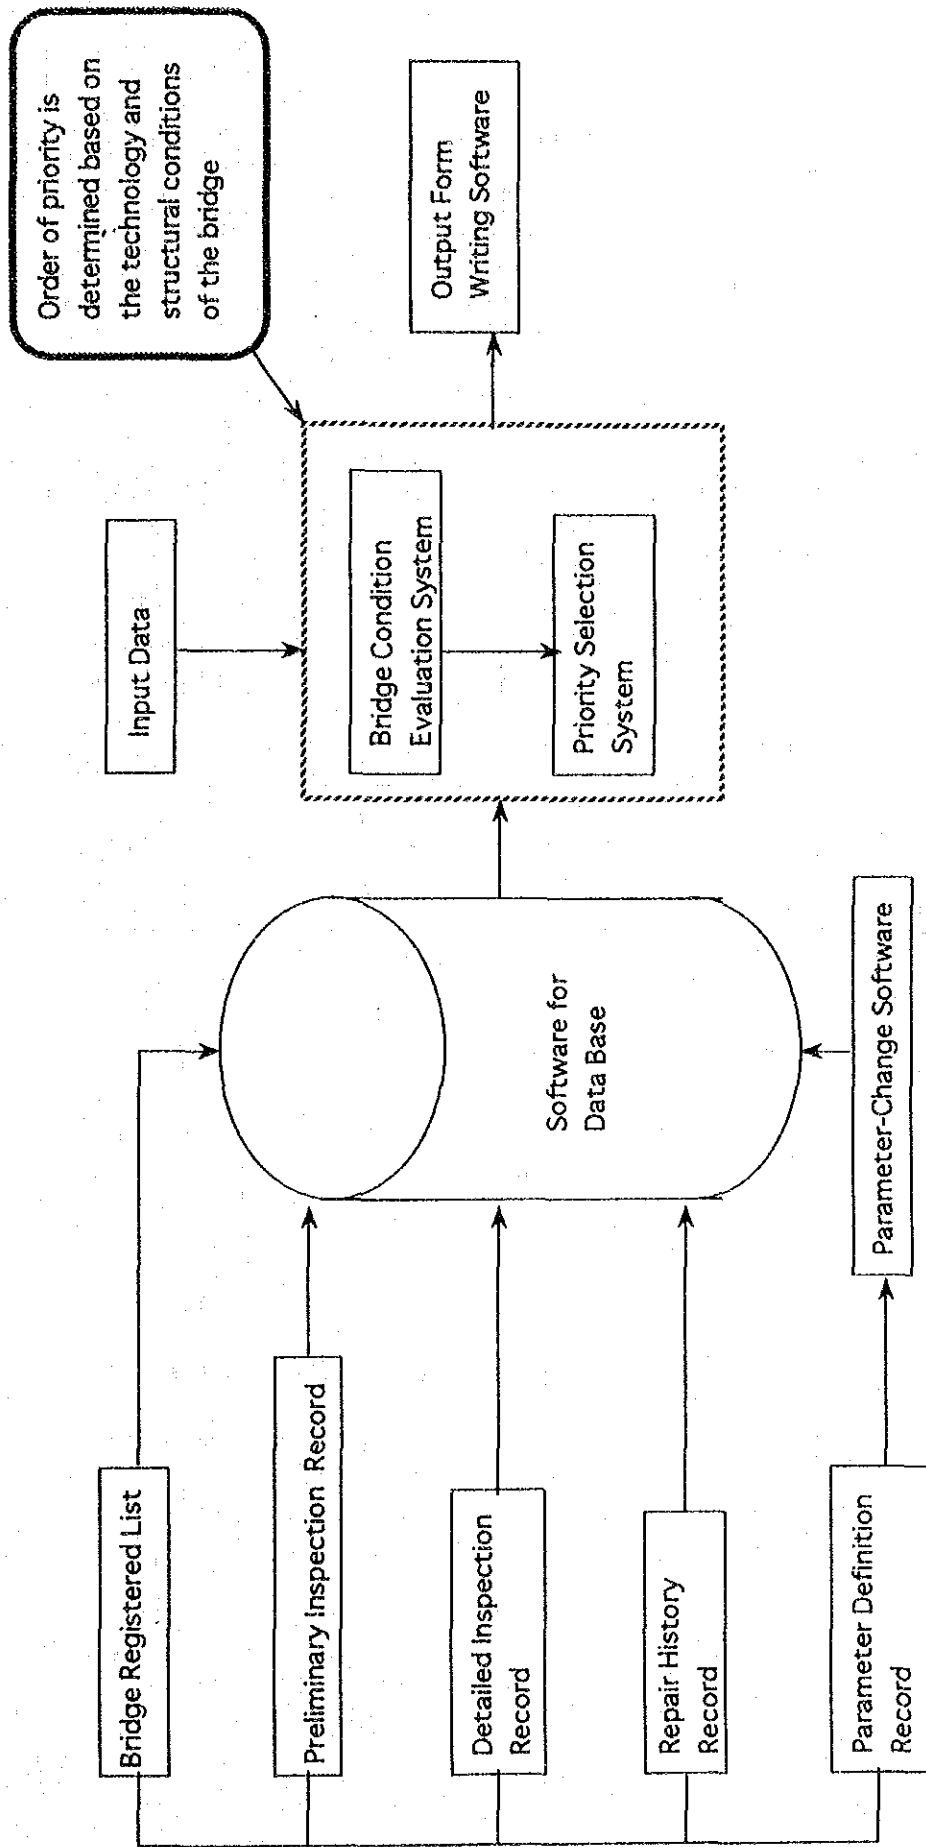 Bridge Registered List
Preliminary Inspection Record
Detailed Inspection
Record
Repair History
Record
Parameter Definition
Record
Parameter-Change Software
Software for
Data Base
Input Data
Bridge Condition
Evaluation System
Priority Selection
System
Order of priority is
determined based on
the technology and
structural conditions
of the bridge
Output Form
Writing Software